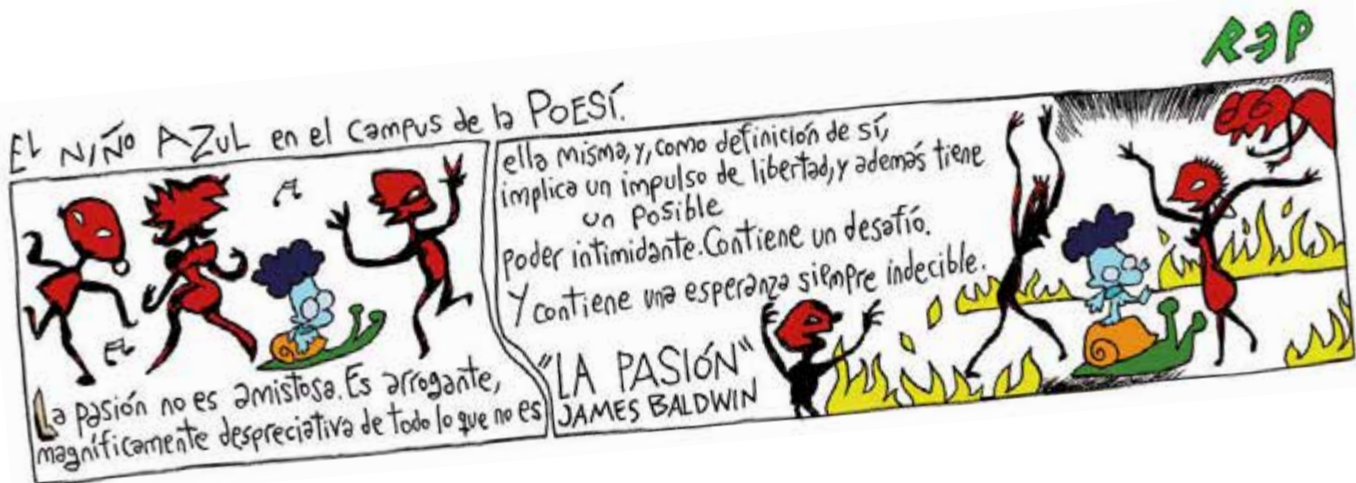 REP
EL NIÑO AZUL en el campus de la POESÍ.
La pasión no es amistosa. Es arrogante,
magníficamente despreciativa de todo lo que no es
ella misma, y, como definición de sí,
implica un impulso de libertad, y además tiene
un posible
poder intimidante. Contiene un desafío.
Y contiene una esperanza siempre indecible.
"LA PASIÓN"
JAMES BALDWIN